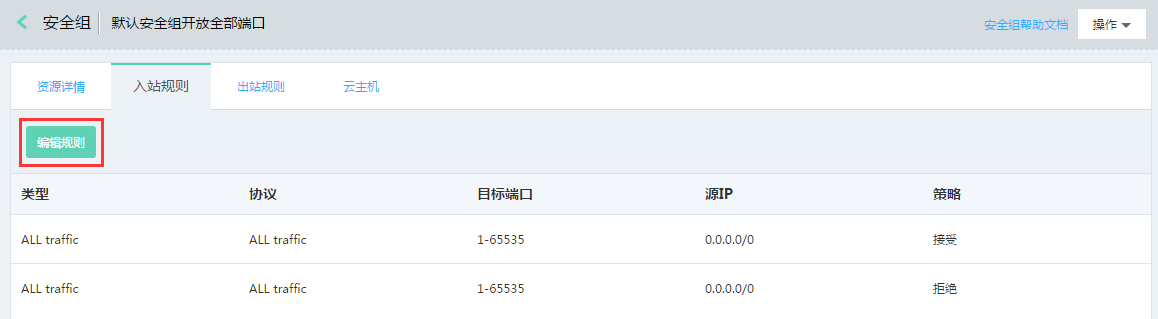 安全组 默认安全组开放全部端口 安全组帮助文档 操作
资源详情 入站规则 出站规则 云主机
编辑规则
类型 协议 目标端口 源IP 策略
ALL traffic ALL traffic 1-65535 0.0.0.0/0 接受
ALL traffic ALL traffic 1-65535 0.0.0.0/0 拒绝